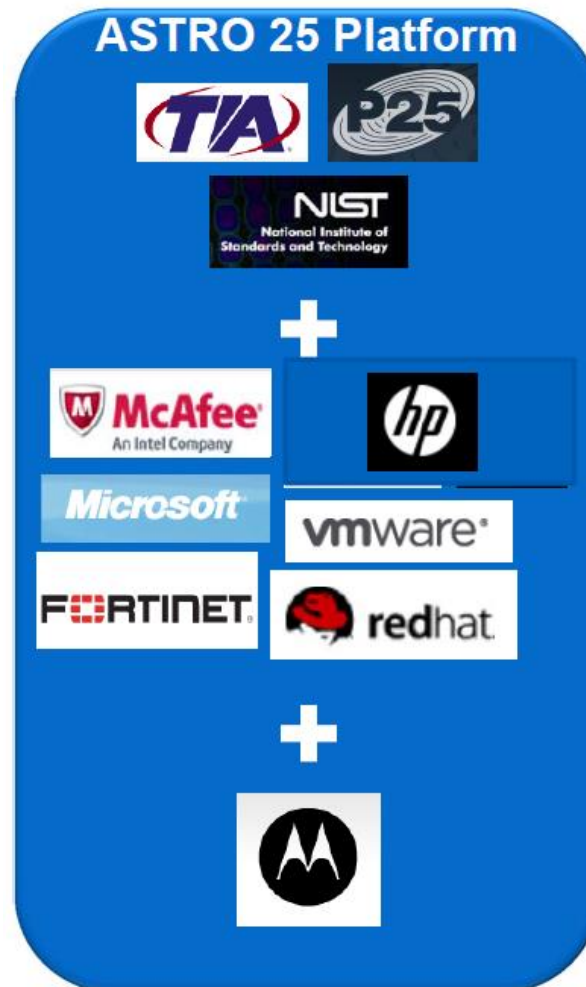 ASTRO 25 Platform
TIA
P25
NIST
National Institute of
Standards and Technology
+
McAfee®
An Intel Company
hp
Microsoft®
vmware®
FORTINET®
redhat.
+